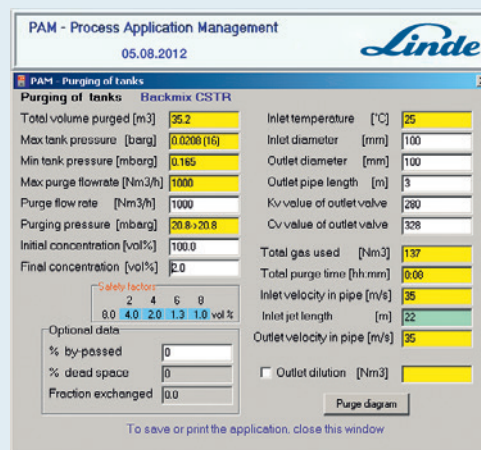 PAM - Process Application Management
05.08.2012
Linde
PAM - Purging of tanks
Purging of tanks Backmix CSTR
Total volume purged [m3] 35.2
Max tank pressure [barg] 0.0208 (16)
Min tank pressure [mbarg] 0.165
Max purge flowrate [Nm3/h] 1000
Purge flow rate [Nm3/h] 1000
Purging pressure [mbarg] 20.8->20.8
Initial concentration [vol%] 100.0
Final concentration [vol%] 2.0
Safety factors
2 4 6 8
8.0 4.0 2.0 1.3 1.0 vol %
Optional data
% by-passed 0
% dead space 0
Fraction exchanged 0.0
Inlet temperature [°C] 25
Inlet diameter [mm] 100
Outlet diameter [mm] 100
Outlet pipe length [m] 3
Kv value of outlet valve 280
Cv value of outlet valve 328
Total gas used [Nm3] 137
Total purge time [hh:mm] 0:08
Inlet velocity in pipe [m/s] 35
Inlet jet length [m] 22
Outlet velocity in pipe [m/s] 35
Outlet dilution [Nm3]
Purge diagram
To save or print the application, close this window